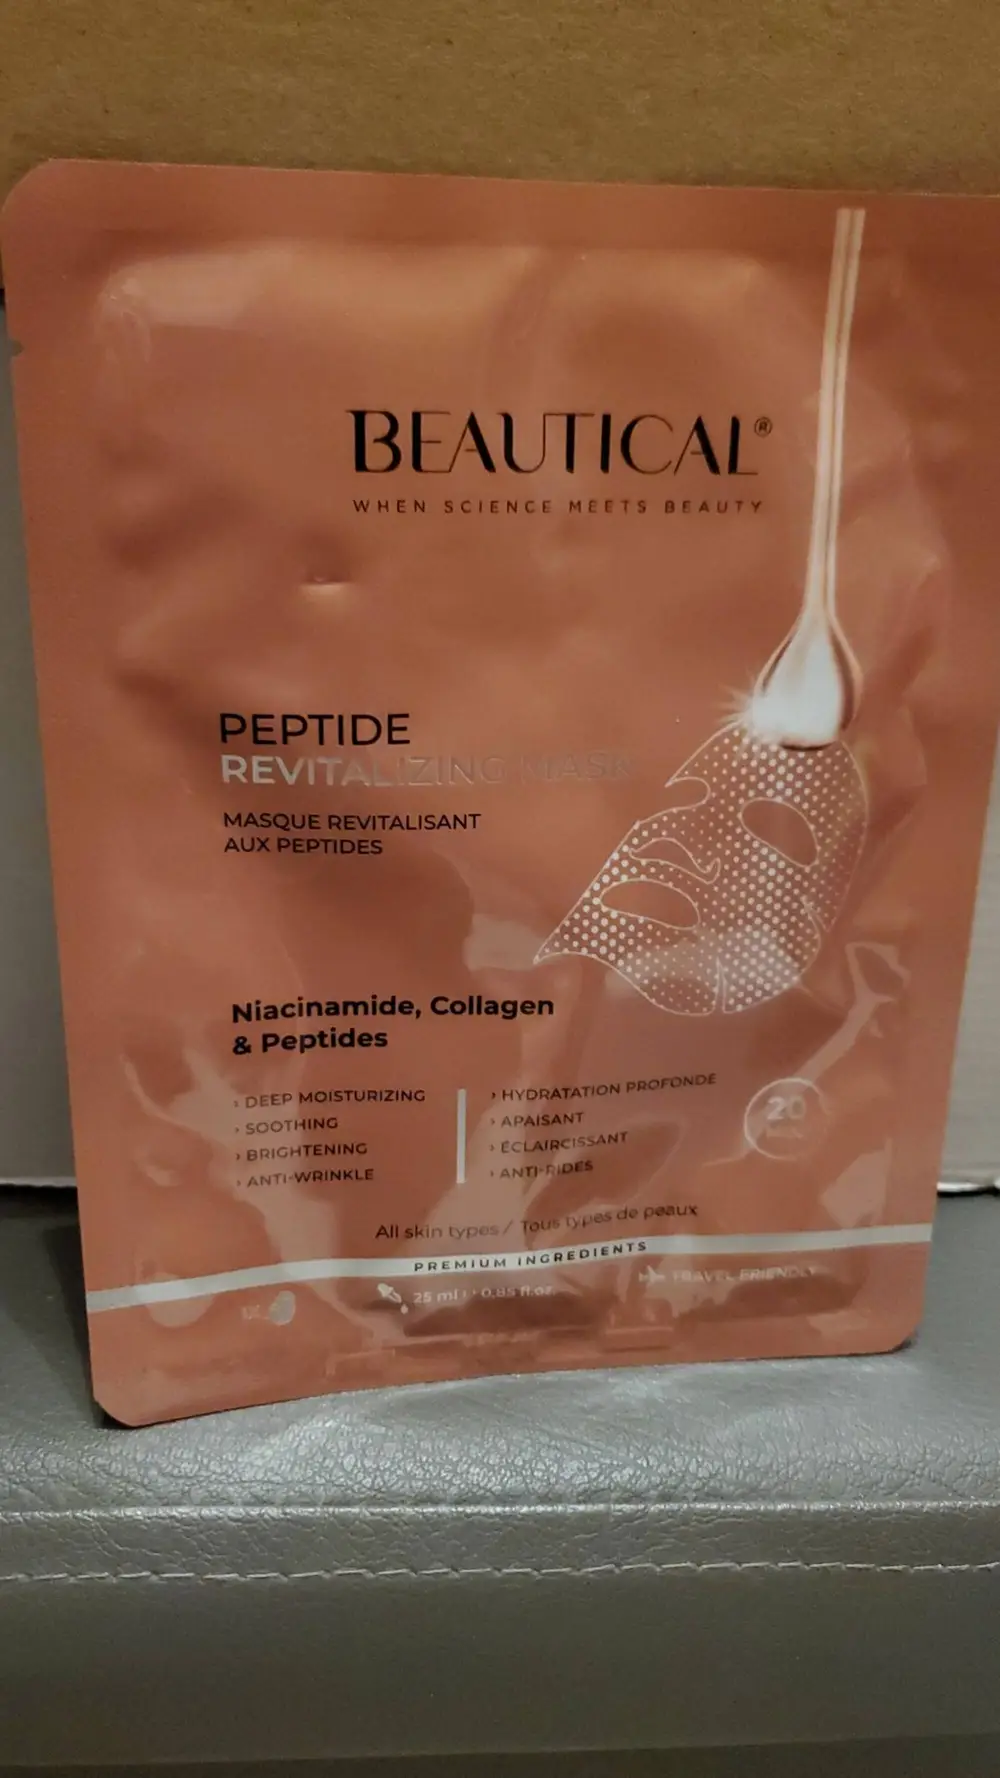 BEAUTICAL®
WHEN SCIENCE MEETS BEAUTY
PEPTIDE
REVITALIZING MASK
MASQUE REVITALISANT
AUX PEPTIDES
Niacinamide, Collagen
& Peptides
› DEEP MOISTURIZING
› SOOTHING
› BRIGHTENING
› ANTI-WRINKLE
› HYDRATATION PROFONDE
› APAISANT
› ÉCLAIRCISSANT
› ANTI-RIDES
20
All skin types / Tous types de peaux
PREMIUM INGREDIENTS
25 ml 0.85 fl.oz.
TRAVEL FRIENDLY